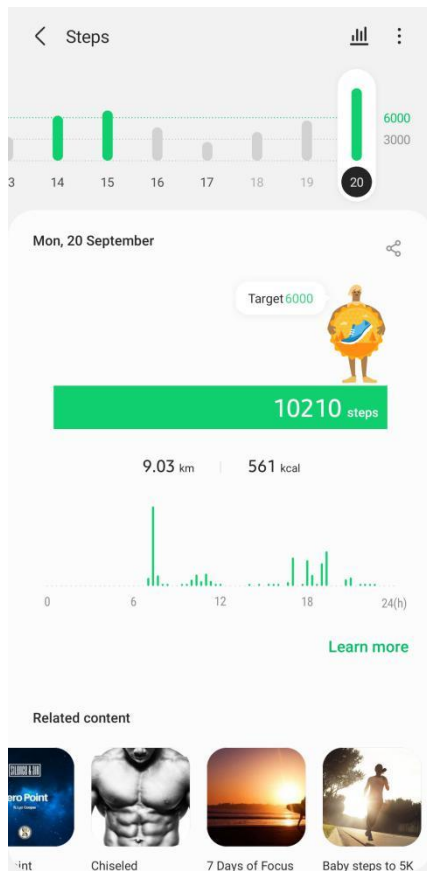 Steps
6000
3000
3 14 15 16 17 18 19 20
Mon, 20 September
Target 6000
10210 steps
9.03 km 561 kcal
0 6 12 18 24(h)
Learn more
Related content
ero Point
int Chiseled 7 Days of Focus Baby steps to 5K